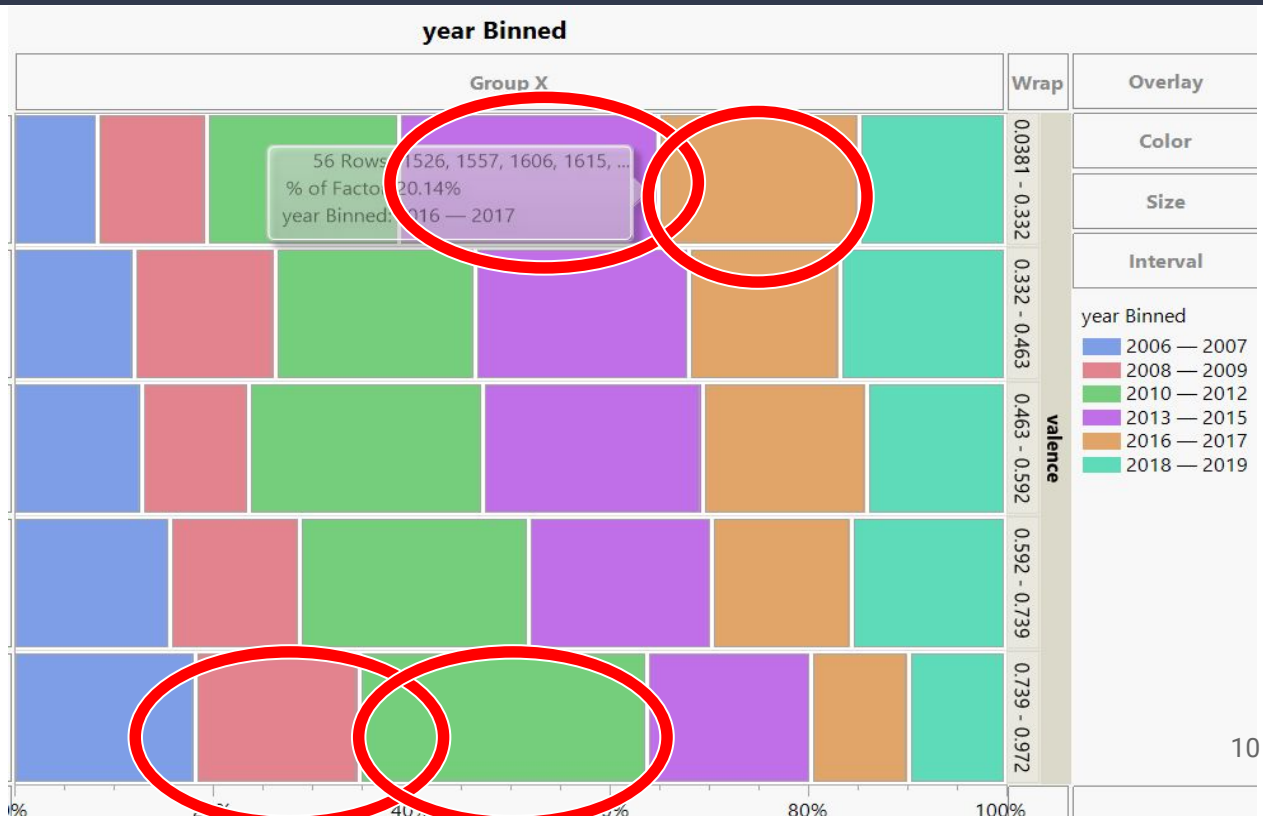 year Binned
Group X
Wrap
Overlay
Color
Size
Interval
56 Rows 1526, 1557, 1606, 1615, ...
% of Factor 20.14%
year Binned: 2016 — 2017
0.0381 - 0.332
0.332 - 0.463
0.463 - 0.592
0.592 - 0.739
0.739 - 0.972
valence
year Binned
2006 — 2007
2008 — 2009
2010 — 2012
2013 — 2015
2016 — 2017
2018 — 2019
10
80%
100%